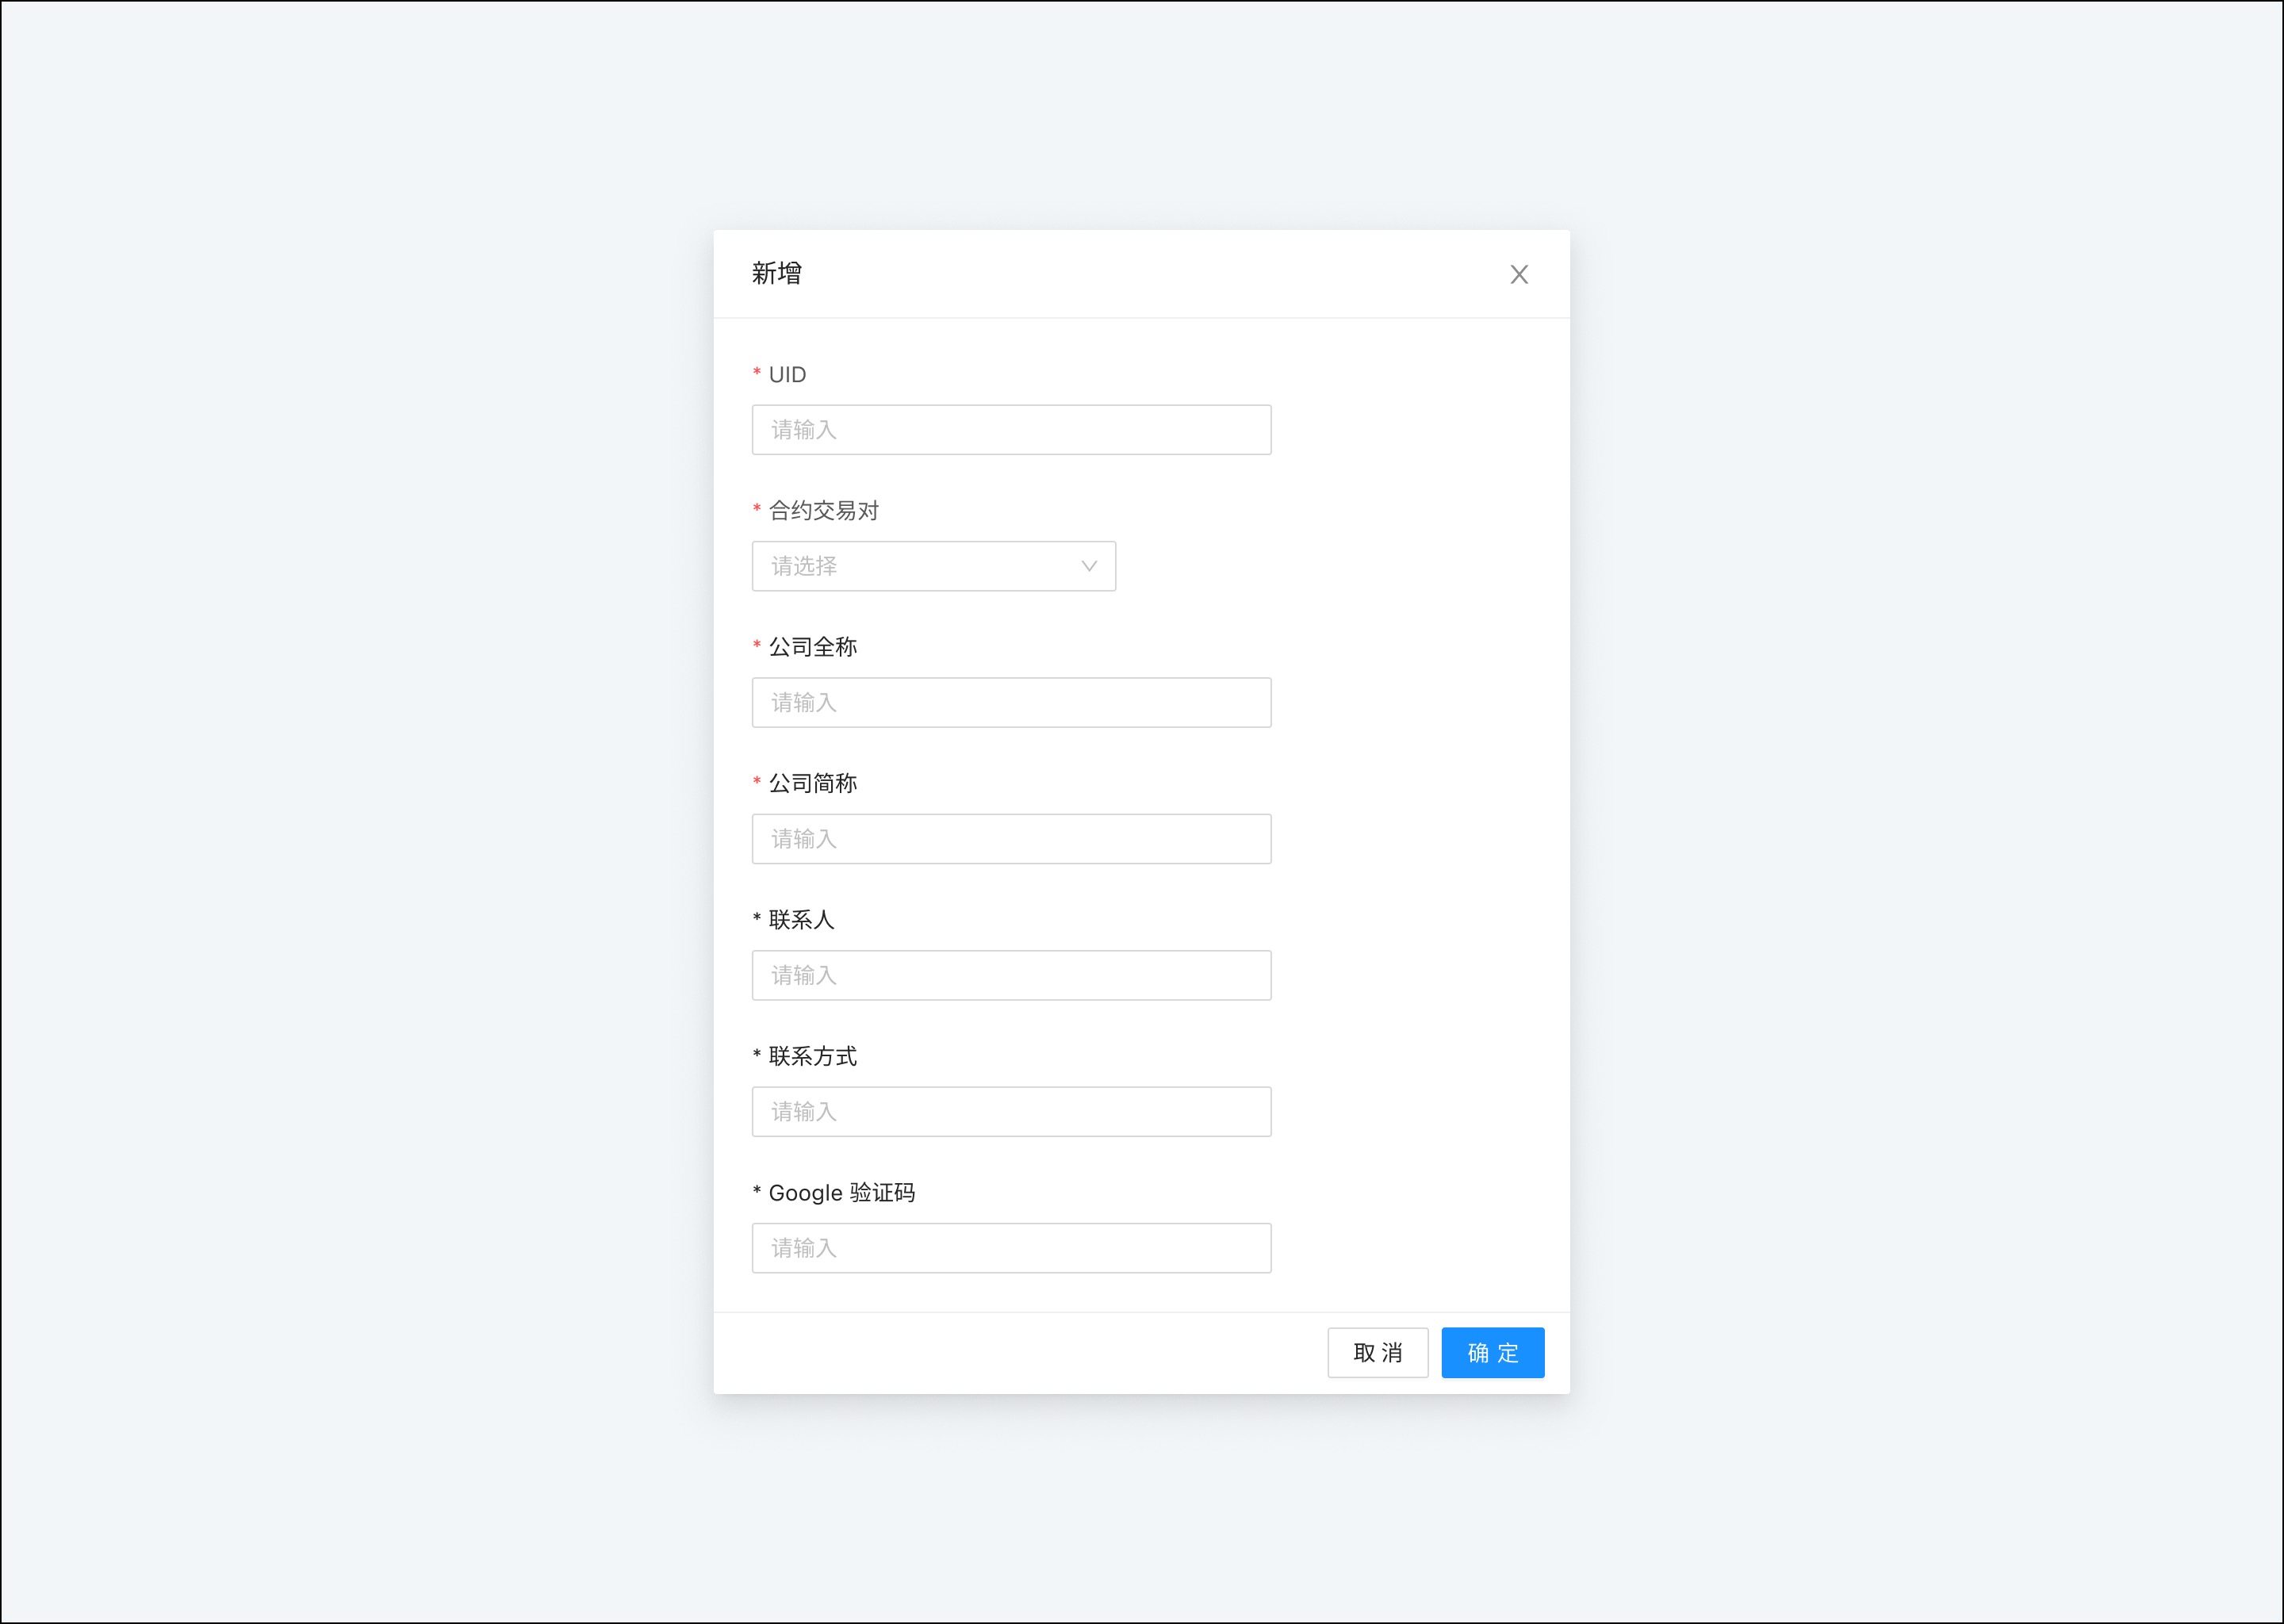 新增
* UID
请输入
* 合约交易对
请选择
* 公司全称
请输入
* 公司简称
请输入
* 联系人
请输入
* 联系方式
请输入
* Google 验证码
请输入
取 消 确 定